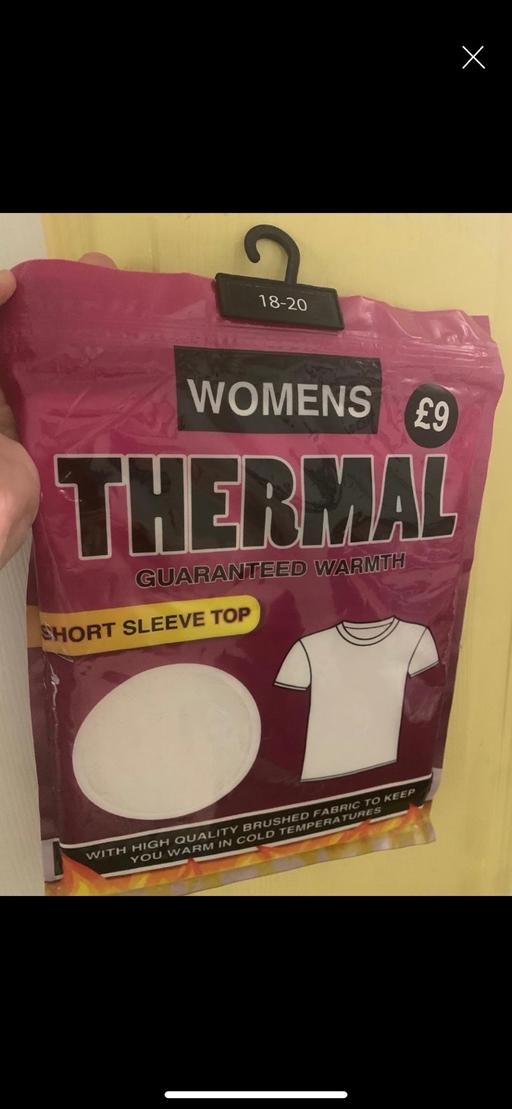 18-20
WOMENS
£9
THERMAL
GUARANTEED WARMTH
SHORT SLEEVE TOP
WITH HIGH QUALITY BRUSHED FABRIC TO KEEP
YOU WARM IN COLD TEMPERATURES